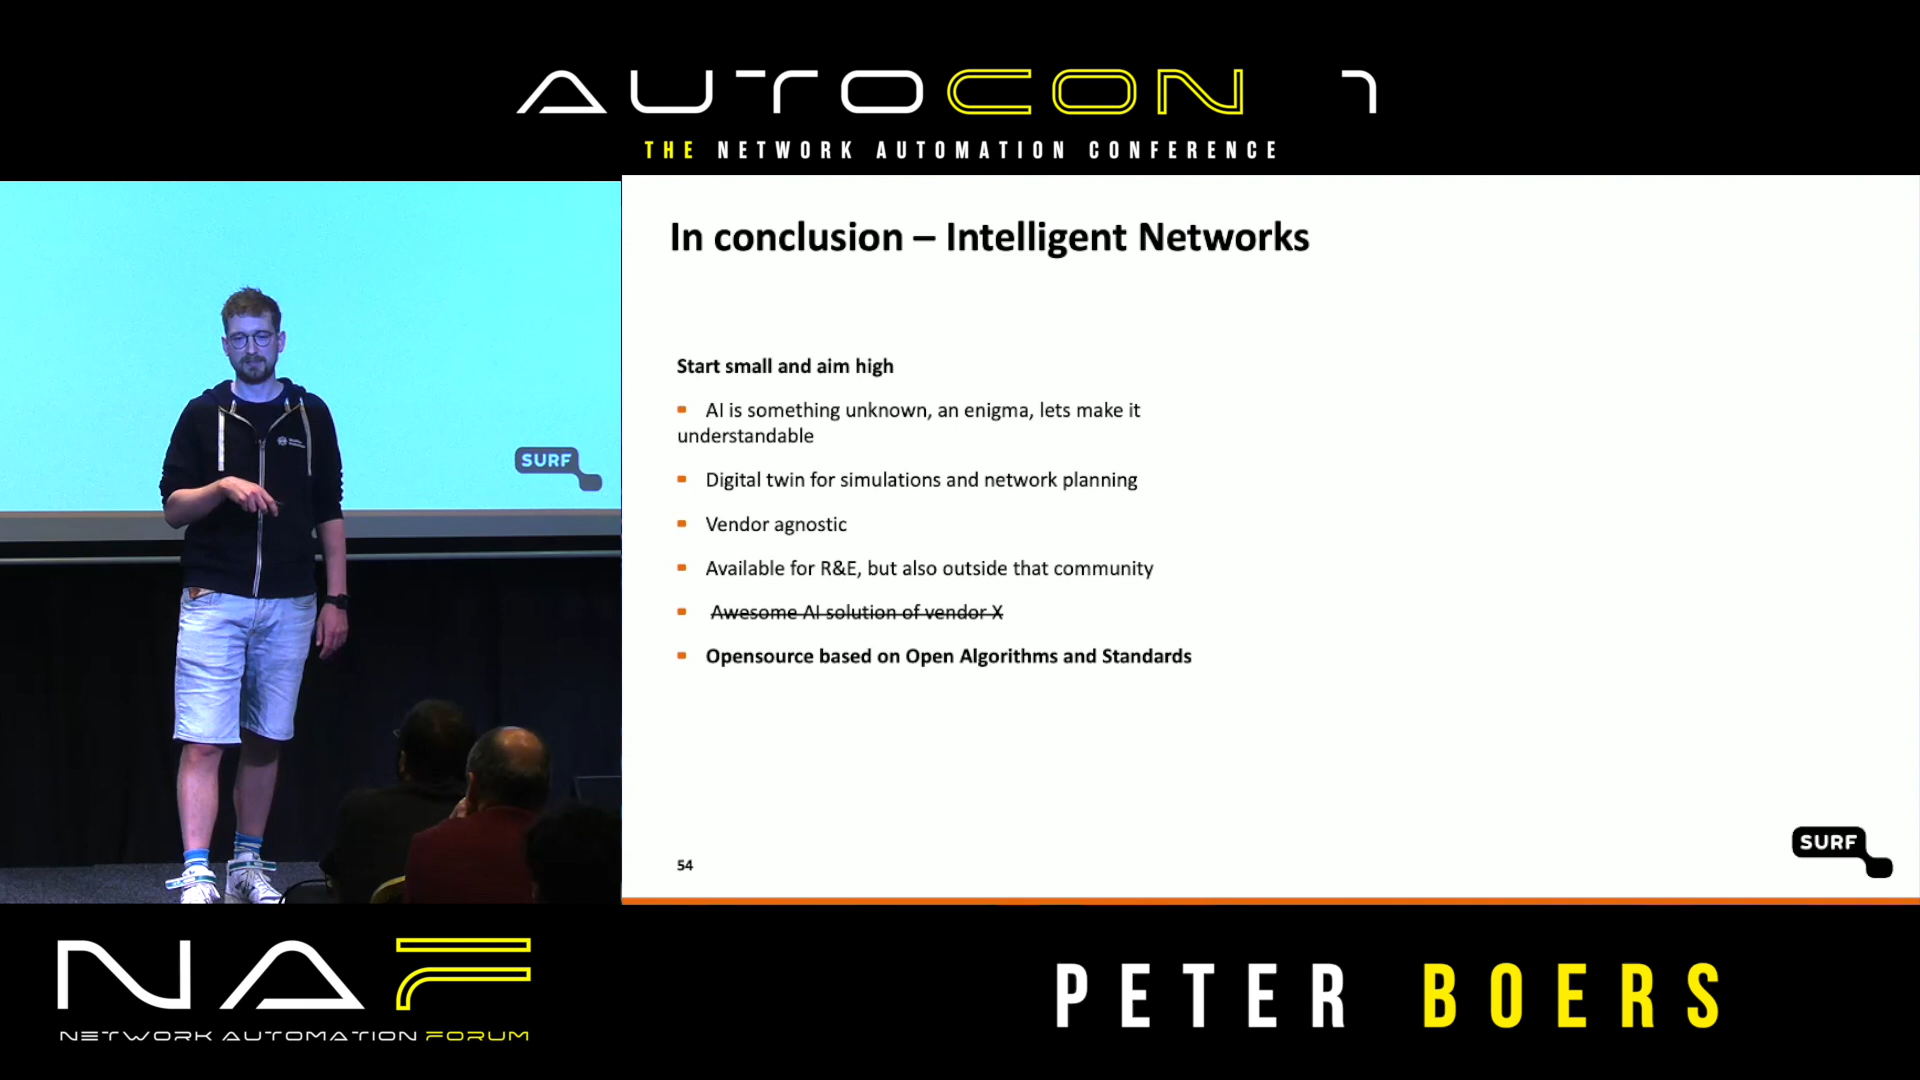 AUTOCON 1
THE NETWORK AUTOMATION CONFERENCE
SURF
In conclusion – Intelligent Networks
Start small and aim high
AI is something unknown, an enigma, lets make it
understandable
Digital twin for simulations and network planning
Vendor agnostic
Available for R&E, but also outside that community
Awesome AI solution of vendor X
Opensource based on Open Algorithms and Standards
SURF
54
NAF
NETWORK AUTOMATION FORUM
PETER BOERS